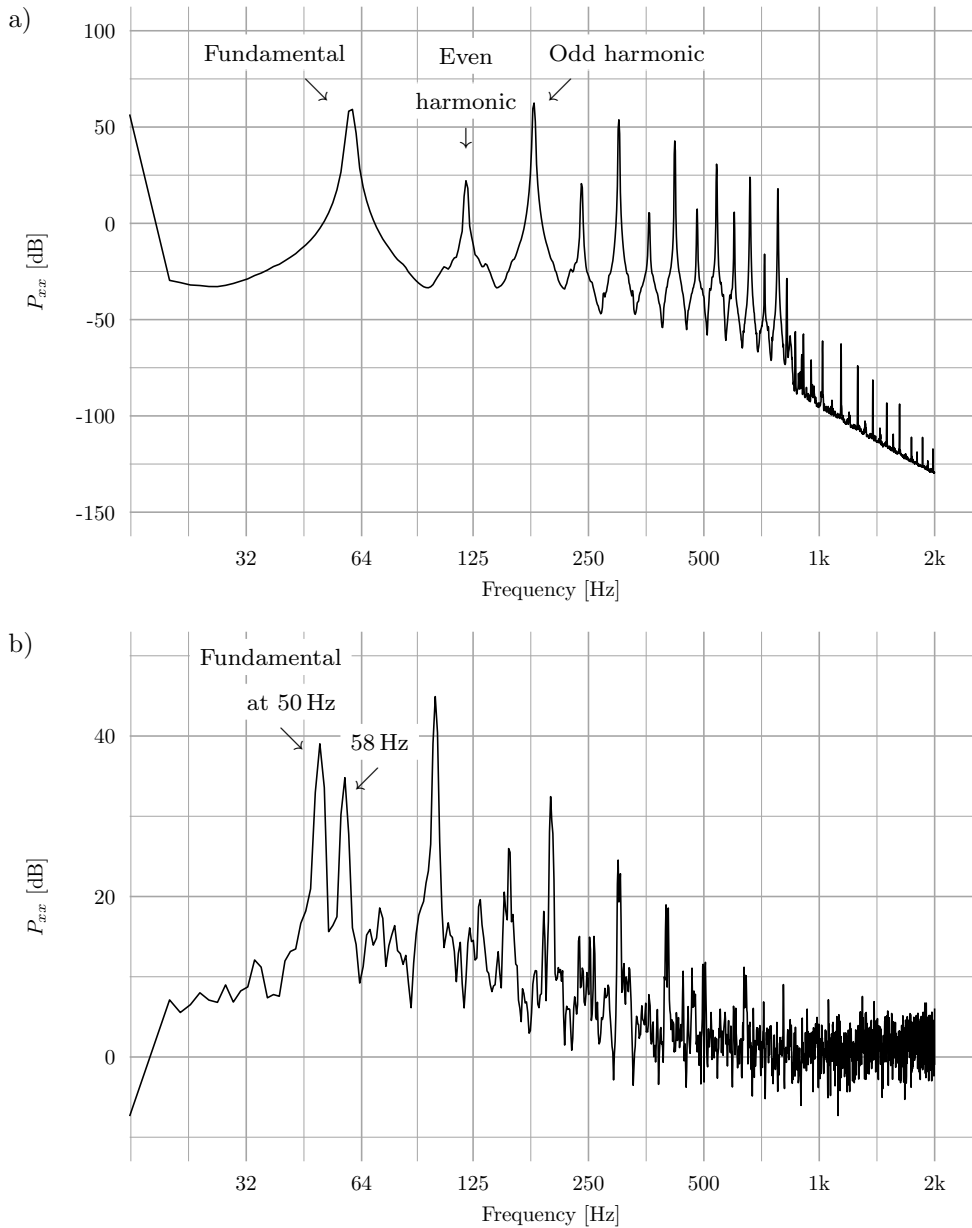 a)
100
Fundamental
Even
harmonic
Odd harmonic
50
0
-50
-100
-150
P_xx [dB]
32 64 125 250 500 1k 2k
Frequency [Hz]
b)
Fundamental
at 50 Hz
58 Hz
40
20
0
P_xx [dB]
32 64 125 250 500 1k 2k
Frequency [Hz]